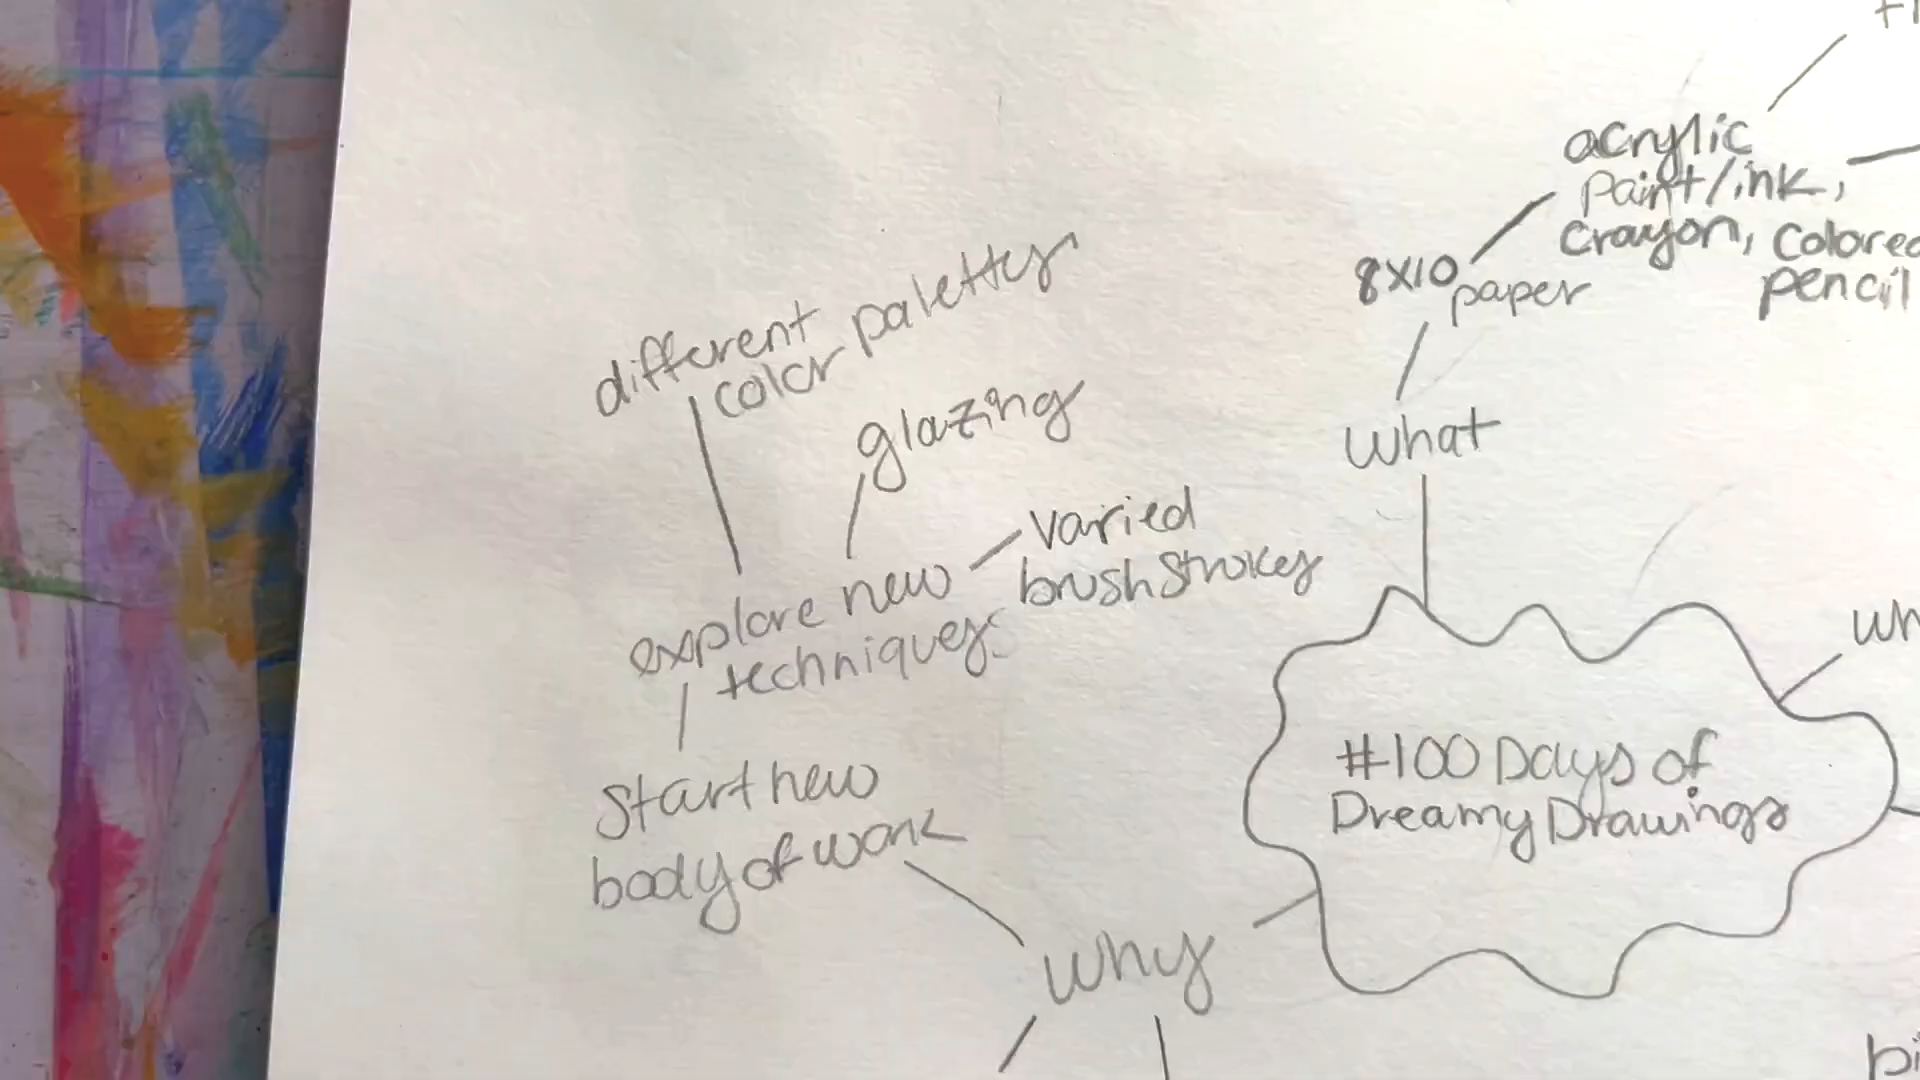 acrylic
paint/ink,
crayon, colored
pencil
8x10
paper
what
different
color palettes
glazing
varied
brushstrokes
explore new
techniques
#100 Days of
Dreamy Drawings
Start new
body of work
why